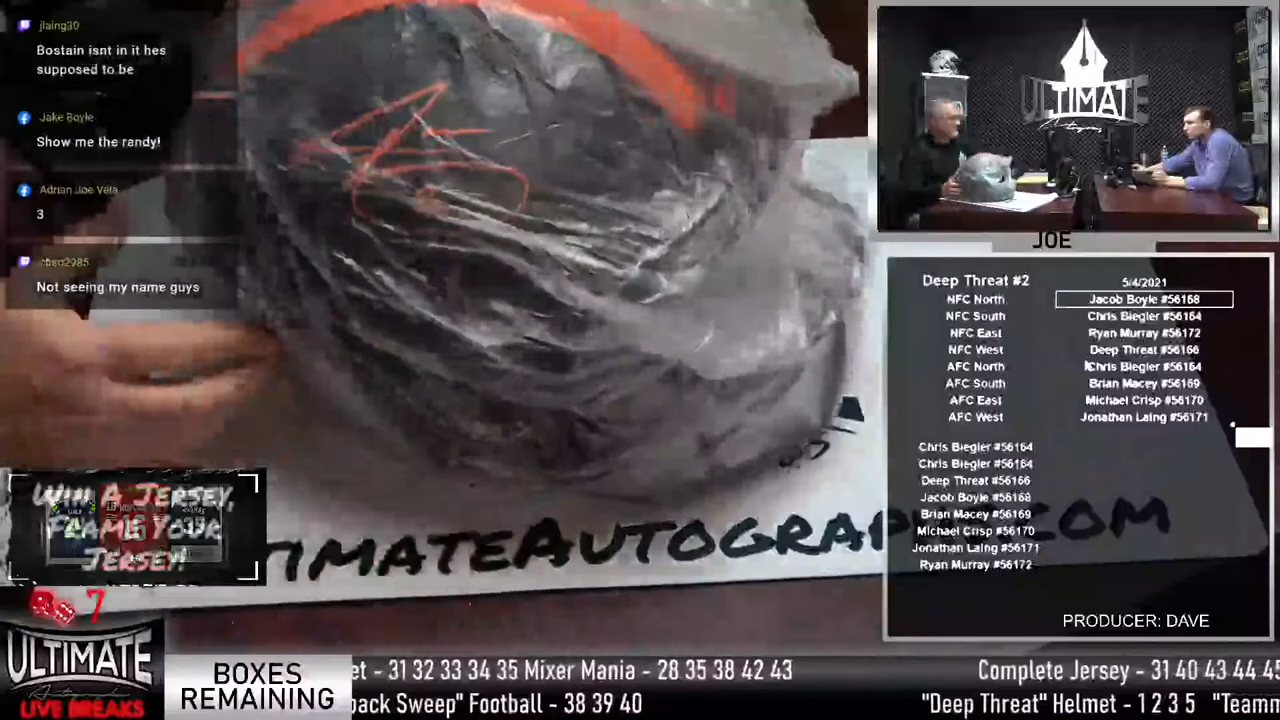 jlaing30
Bostain isnt in it hes
supposed to be
Jake Boyle
Show me the randy!
Adrian Joe Vela
3
Not seeing my name guys
ULTIMATE
JOE
Deep Threat #2 5/4/2021
NFC North Jacob Boyle #56168
NFC South Chris Biegler #56164
NFC East Ryan Murray #56172
NFC West Deep Threat #56166
AFC North Chris Biegler #56164
AFC South Brian Macey #56169
AFC East Michael Crisp #56170
AFC West Jonathan Laing #56171
Chris Biegler #56164
Chris Biegler #56164
Deep Threat #56166
Jacob Boyle #56168
Brian Macey #56169
Michael Crisp #56170
Jonathan Laing #56171
Ryan Murray #56172
PRODUCER: DAVE
WIN A JERSEY,
FRAME YOUR
JERSEY!
TIMATEAUTOGRAPHS.COM
7
ULTIMATE
Autographs
LIVE BREAKS
BOXES
REMAINING
et - 31 32 33 34 35 Mixer Mania - 28 35 38 42 43 Complete Jersey - 31 40 43 44 45
back Sweep" Football - 38 39 40 "Deep Threat" Helmet - 1 2 3 5 "Teamm